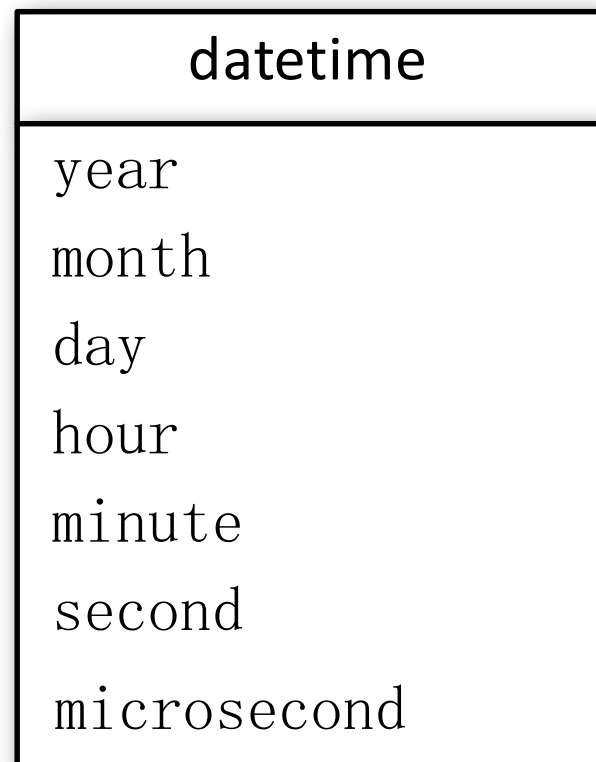 datetime
year
month
day
hour
minute
second
microsecond